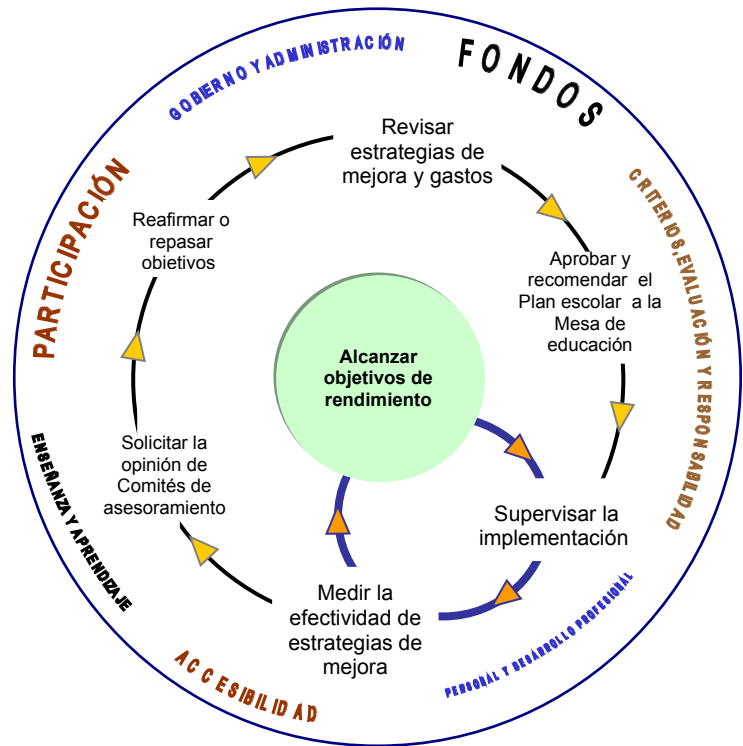 GOBIERNO Y ADMINISTRACIÓN
FONDOS
CRITERIOS, EVALUACIÓN Y RESPONSABILIDAD
PERSONAL Y DESARROLLO PROFESIONAL
ACCESIBILIDAD
ENSEÑANZA Y APRENDIZAJE
PARTICIPACIÓN
Revisar
estrategias de
mejora y gastos
Aprobar y
recomendar el
Plan escolar a la
Mesa de
educación
Supervisar la
implementación
Medir la
efectividad de
estrategias de
mejora
Solicitar la
opinión de
Comités de
asesoramiento
Reafirmar o
repasar
objetivos
Alcanzar
objetivos de
rendimiento